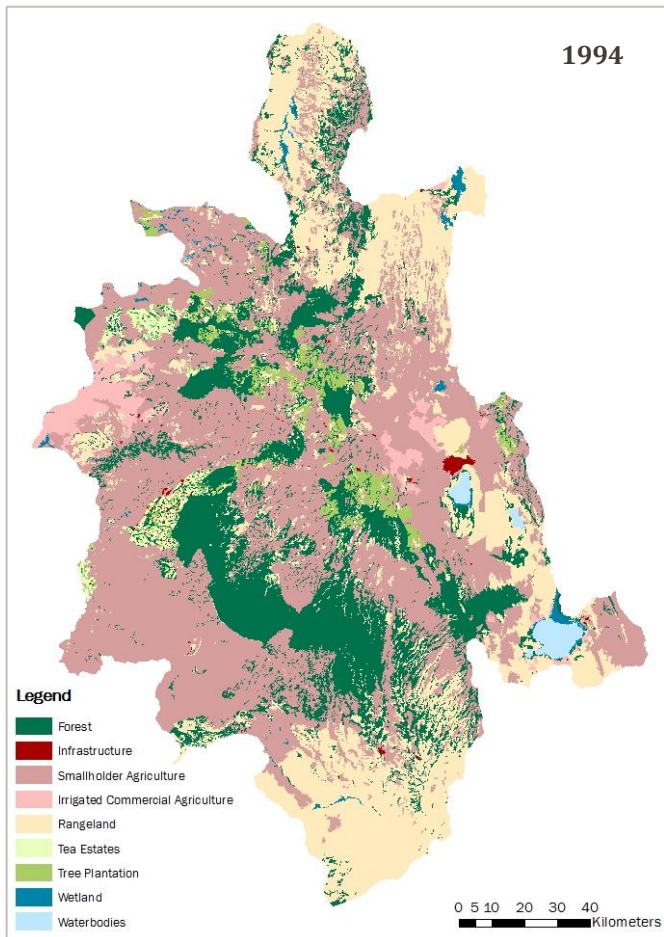 1994
Legend
Forest
Infrastructure
Smallholder Agriculture
Irrigated Commercial Agriculture
Rangeland
Tea Estates
Tree Plantation
Wetland
Waterbodies
0 5 10 20 30 40
Kilometers